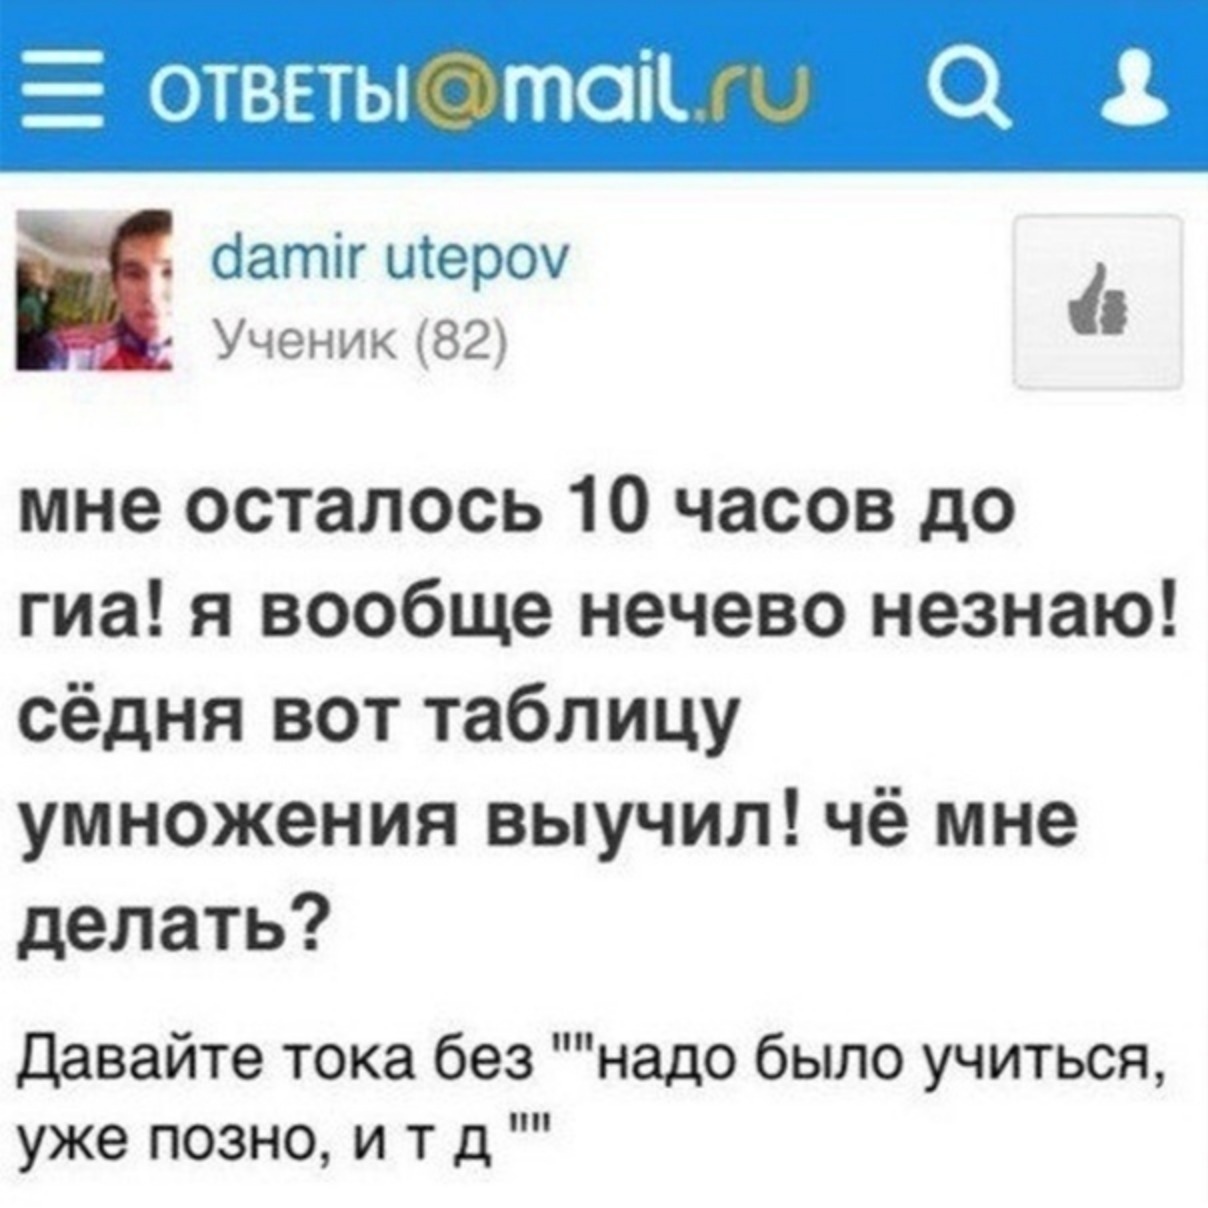 ОТВЕТЫ@mail.ru
damir utepov
Ученик (82)
мне осталось 10 часов до
гиа! я вообще нечево незнаю!
сёдня вот таблицу
умножения выучил! чё мне
делать?
Давайте тока без ""надо было учиться,
уже позно, и т д ""